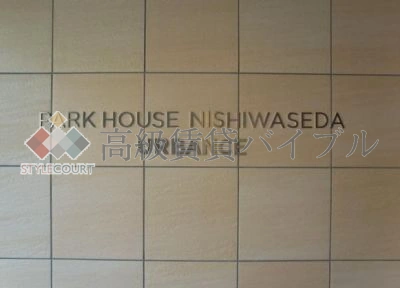 PARK HOUSE NISHIWASEDA
URBANCE
高級賃貸バイブル
STYLECOURT